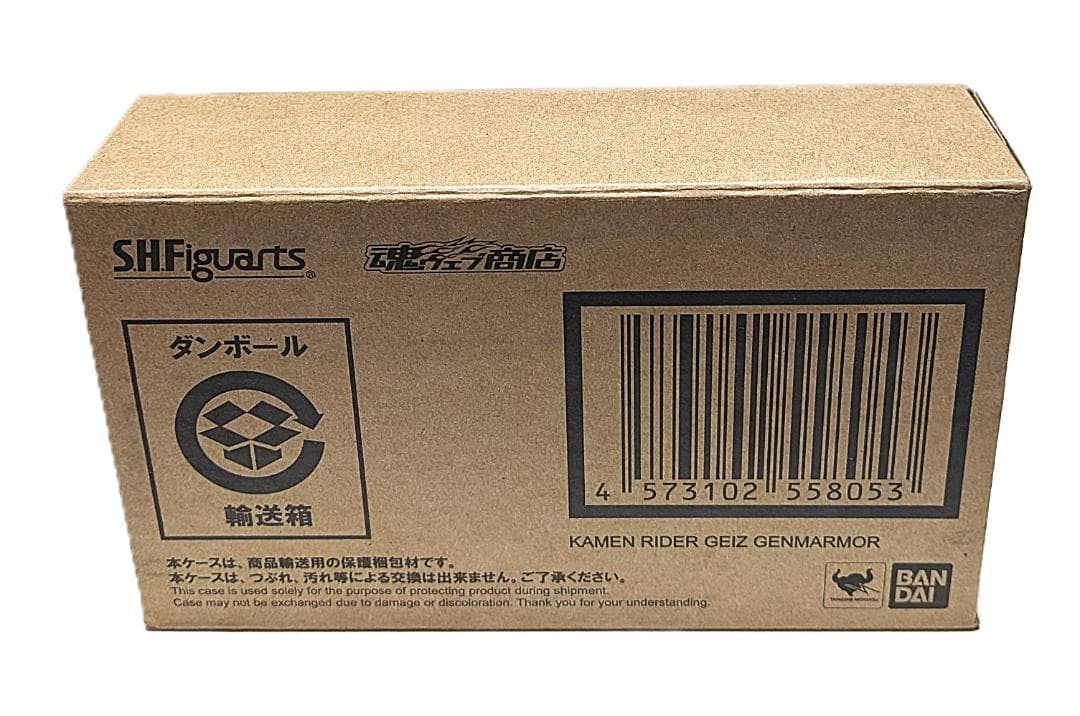 S.H.Figuarts®
魂ウェブ商店
ダンボール
輸送箱
4 573102 558053
KAMEN RIDER GEIZ GENMARMOR
本ケースは、商品輸送用の保護梱包材です。
本ケースは、つぶれ、汚れ等による交換は出来ません。ご了承ください。
This case is used solely for the purpose of protecting product during shipment.
Case may not be exchanged due to damage or discoloration. Thank you for your understanding.
TAMASHII NATIONS
BAN
DAI